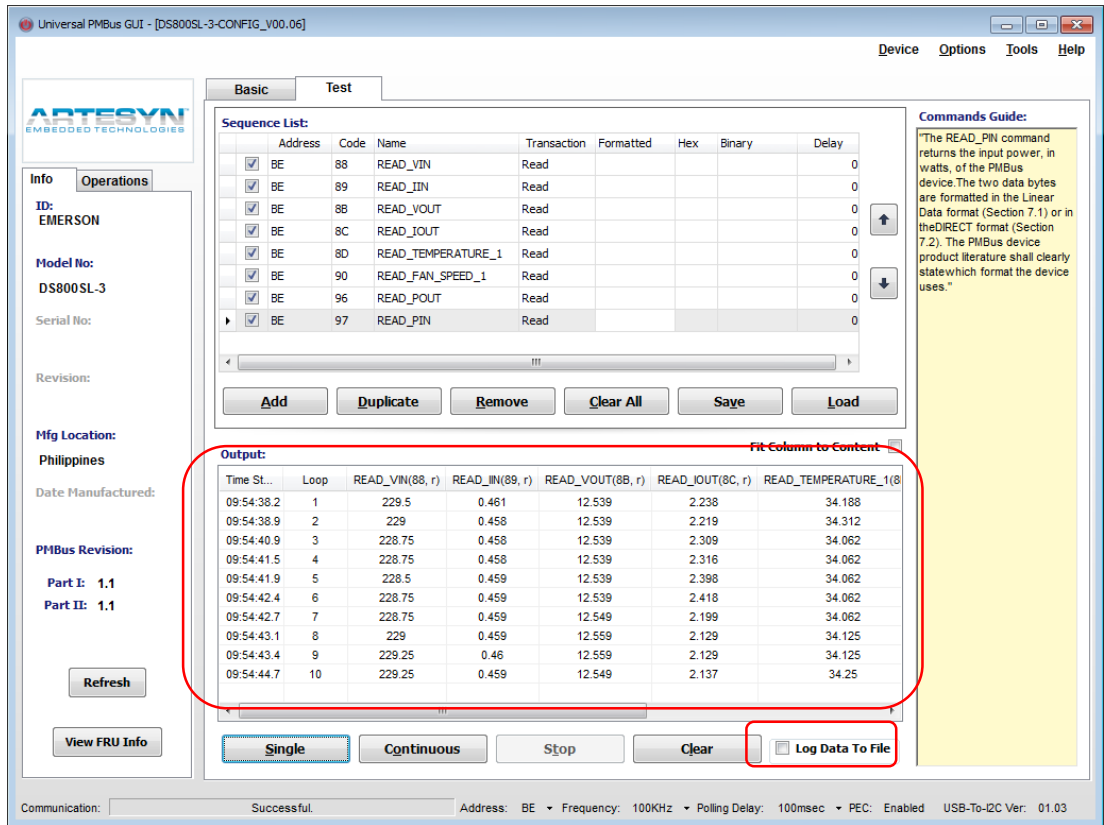 Universal PMBus GUI - [DS800SL-3-CONFIG_V00.06]
Device Options Tools Help
ARTESYN
EMBEDDED TECHNOLOGIES
Info Operations
ID:
EMERSON
Model No:
DS800SL-3
Serial No:
Revision:
Mfg Location:
Philippines
Date Manufactured:
PMBus Revision:
Part I: 1.1
Part II: 1.1
Refresh
View FRU Info
Basic Test
Sequence List:
Address Code Name Transaction Formatted Hex Binary Delay
BE 88 READ_VIN Read 0
BE 89 READ_IIN Read 0
BE 8B READ_VOUT Read 0
BE 8C READ_IOUT Read 0
BE 8D READ_TEMPERATURE_1 Read 0
BE 90 READ_FAN_SPEED_1 Read 0
BE 96 READ_POUT Read 0
BE 97 READ_PIN Read 0
Add Duplicate Remove Clear All Save Load
Fit Column to Content
Output:
Time St... Loop READ_VIN(88, r) READ_IIN(89, r) READ_VOUT(8B, r) READ_IOUT(8C, r) READ_TEMPERATURE_1(8
09:54:38.2 1 229.5 0.461 12.539 2.238 34.188
09:54:38.9 2 229 0.458 12.539 2.219 34.312
09:54:40.9 3 228.75 0.458 12.539 2.309 34.062
09:54:41.5 4 228.75 0.458 12.539 2.316 34.062
09:54:41.9 5 228.5 0.459 12.539 2.398 34.062
09:54:42.4 6 228.75 0.459 12.539 2.418 34.062
09:54:42.7 7 228.75 0.459 12.549 2.199 34.062
09:54:43.1 8 229 0.459 12.559 2.129 34.125
09:54:43.4 9 229.25 0.46 12.559 2.129 34.125
09:54:44.7 10 229.25 0.459 12.549 2.137 34.25
Single Continuous Stop Clear Log Data To File
Commands Guide:
"The READ_PIN command
returns the input power, in
watts, of the PMBus
device.The two data bytes
are formatted in the Linear
Data format (Section 7.1) or in
theDIRECT format (Section
7.2). The PMBus device
product literature shall clearly
statewhich format the device
uses."
Communication: Successful. Address: BE Frequency: 100KHz Polling Delay: 100msec PEC: Enabled USB-To-I2C Ver: 01.03